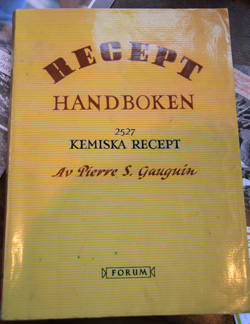 RECEPT
HANDBOKEN
2527
KEMISKA RECEPT
Av Pierre S. Gauguin
FORUM